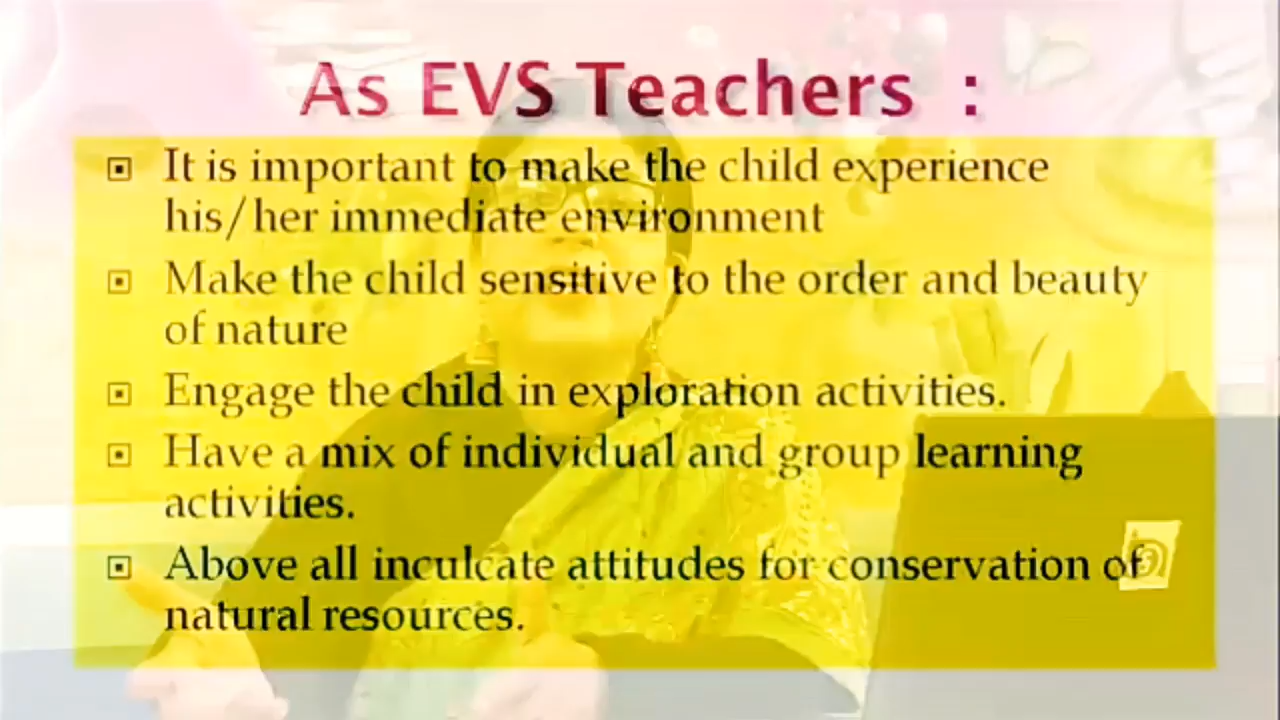 As EVS Teachers :
It is important to make the child experience
his/her immediate environment
Make the child sensitive to the order and beauty
of nature
Engage the child in exploration activities.
Have a mix of individual and group learning
activities.
Above all inculcate attitudes for conservation of
natural resources.